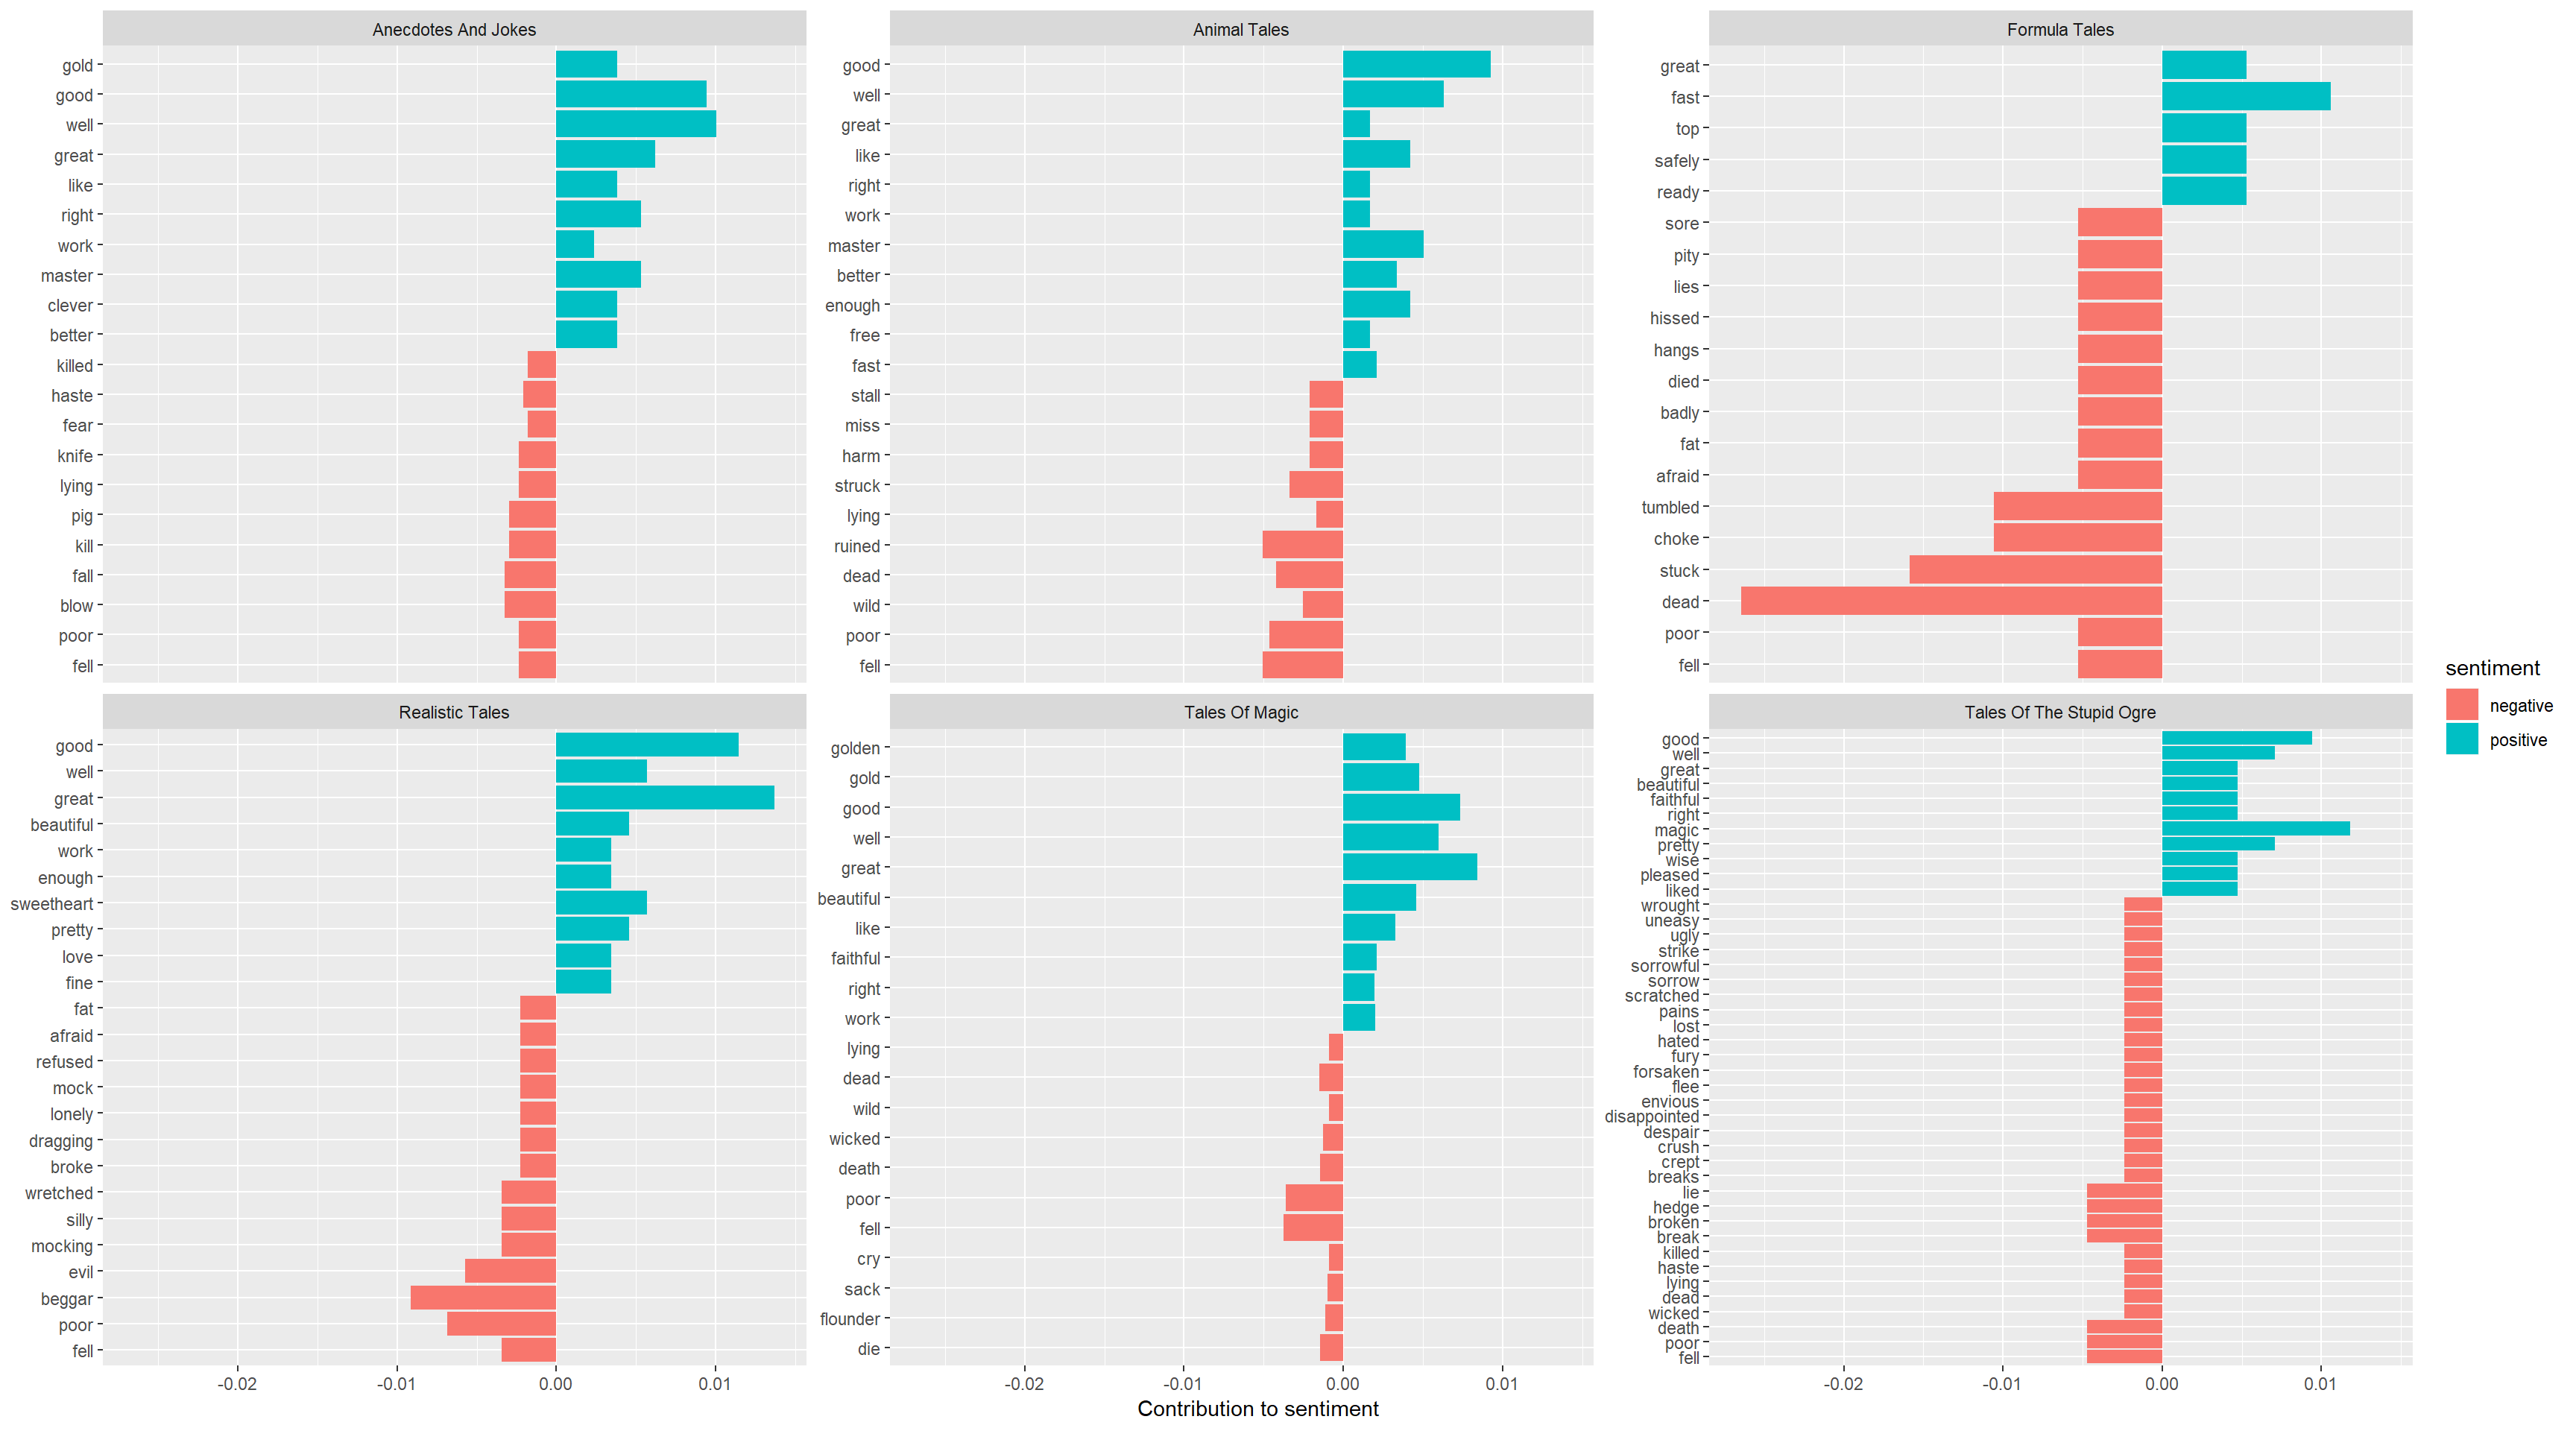 Anecdotes And Jokes
gold
good
well
great
like
right
work
master
clever
better
killed
haste
fear
knife
lying
pig
kill
fall
blow
poor
fell
Animal Tales
good
well
great
like
right
work
master
better
enough
free
fast
stall
miss
harm
struck
lying
ruined
dead
wild
poor
fell
Formula Tales
great
fast
top
safely
ready
sore
pity
lies
hissed
hangs
died
badly
fat
afraid
tumbled
choke
stuck
dead
poor
fell
Realistic Tales
good
well
great
beautiful
work
enough
sweetheart
pretty
love
fine
fat
afraid
refused
mock
lonely
dragging
broke
wretched
silly
mocking
evil
beggar
poor
fell
-0.02 -0.01 0.00 0.01
Tales Of Magic
golden
gold
good
well
great
beautiful
like
faithful
right
work
lying
dead
wild
wicked
death
poor
fell
cry
sack
flounder
die
-0.02 -0.01 0.00 0.01
Tales Of The Stupid Ogre
good
well
great
beautiful
faithful
right
magic
pretty
wise
pleased
liked
wrought
uneasy
ugly
strike
sorrowful
sorrow
scratched
pains
lost
hated
fury
forsaken
flee
envious
disappointed
despair
crush
crept
breaks
lie
hedge
broken
break
killed
haste
lying
dead
wicked
death
poor
fell
-0.02 -0.01 0.00 0.01
Contribution to sentiment
sentiment
negative
positive